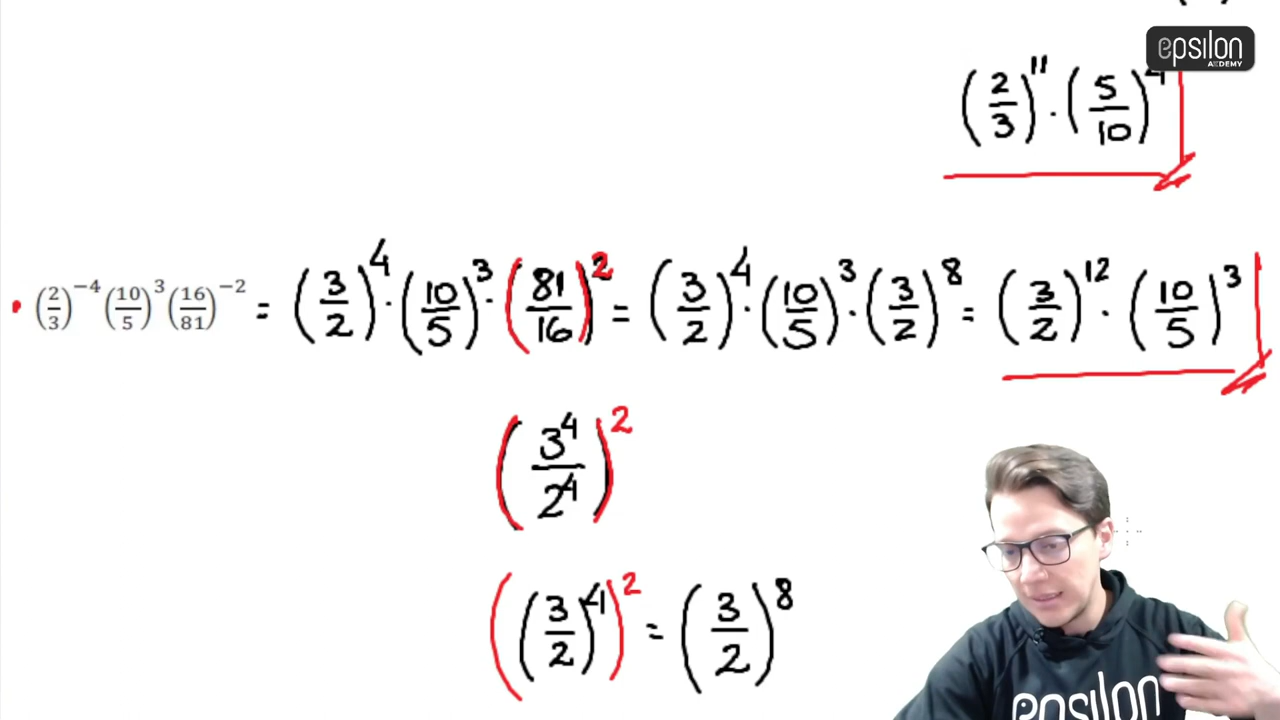 epsilon
AXDEMY
(2/3)^11 · (5/10)^4
• (2/3)^−4 (10/5)^3 (16/81)^−2 = (3/2)^4 · (10/5)^3 · (81/16)^2 = (3/2)^4 · (10/5)^3 · (3/2)^8 = (3/2)^12 · (10/5)^3
(3^4/2^4)^2
((3/2)^4)^2 = (3/2)^8
epsilon